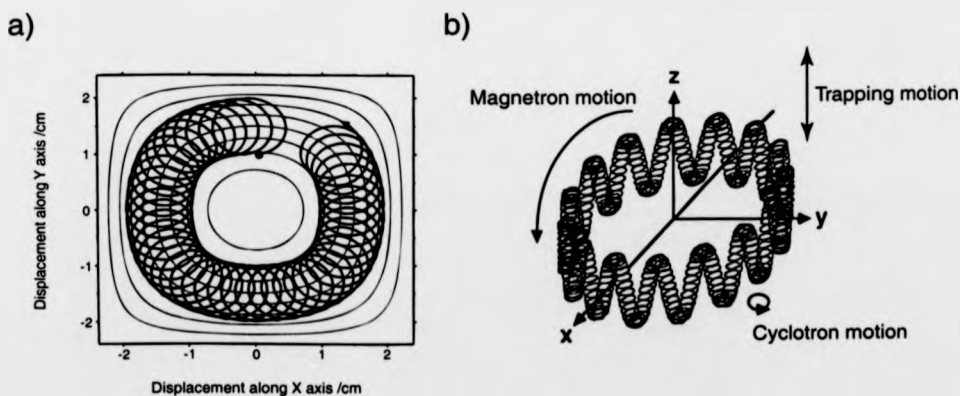 a)
Displacement along Y axis /cm
2
1
0
-1
-2
-2
-1
0
1
2
Displacement along X axis /cm
b)
Magnetron motion
z
Trapping motion
y
x
Cyclotron motion